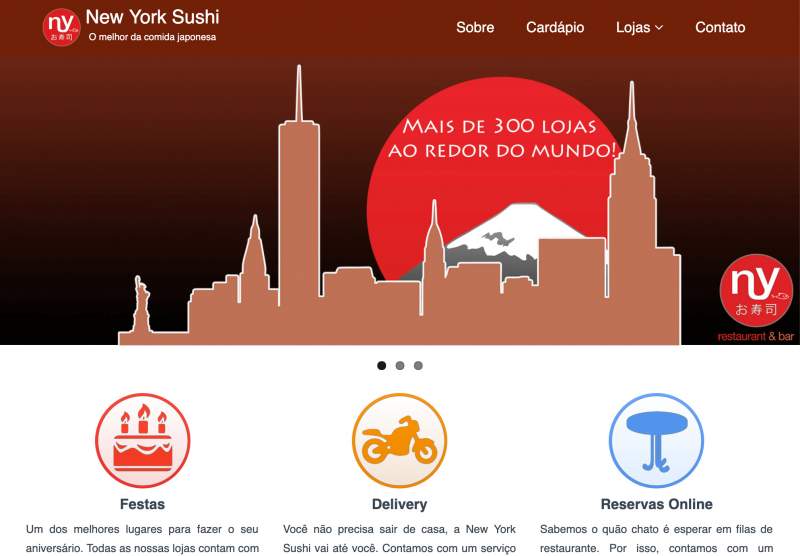 ny
お寿司
New York Sushi
O melhor da comida japonesa
Sobre
Cardápio
Lojas
Contato
Mais de 300 lojas
ao redor do mundo!
ny
お寿司
restaurant & bar
Festas
Um dos melhores lugares para fazer o seu
aniversário. Todas as nossas lojas contam com
Delivery
Você não precisa sair de casa, a New York
Sushi vai até você. Contamos com um serviço
Reservas Online
Sabemos o quão chato é esperar em filas de
restaurante. Por isso, contamos com um